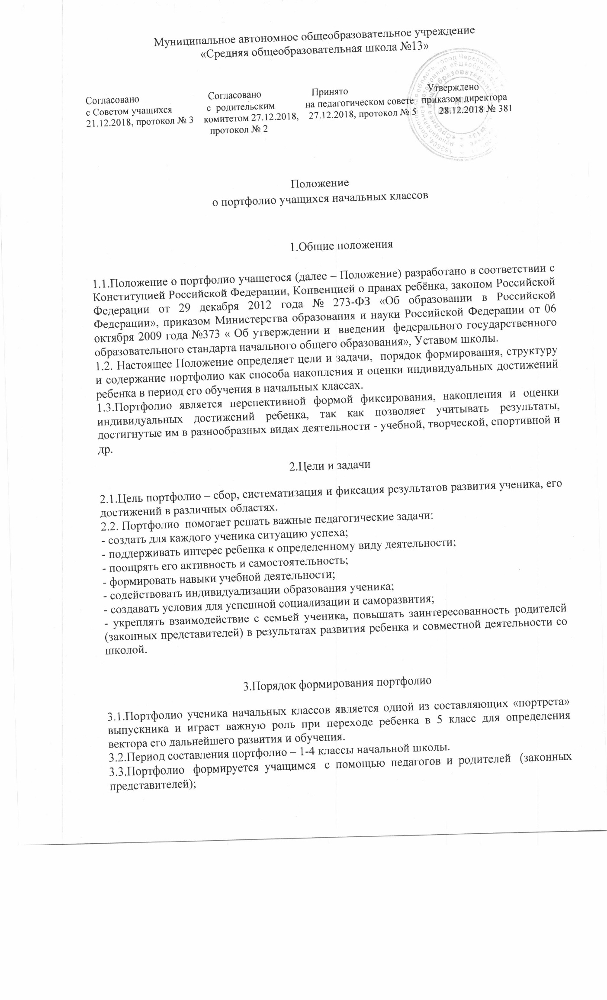 Муниципальное автономное общеобразовательное учреждение
«Средняя общеобразовательная школа №13»
Согласовано
с Советом учащихся
21.12.2018, протокол № 3
Согласовано
с родительским
комитетом 27.12.2018,
протокол № 2
Принято
на педагогическом совете
27.12.2018, протокол № 5
Утверждено
приказом директора
28.12.2018 № 381
Положение
о портфолио учащихся начальных классов
1.Общие положения
1.1.Положение о портфолио учащегося (далее – Положение) разработано в соответствии с
Конституцией Российской Федерации, Конвенцией о правах ребёнка, законом Российской
Федерации от 29 декабря 2012 года № 273-ФЗ «Об образовании в Российской
Федерации», приказом Министерства образования и науки Российской Федерации от 06
октября 2009 года №373 « Об утверждении и введении федерального государственного
образовательного стандарта начального общего образования», Уставом школы.
1.2. Настоящее Положение определяет цели и задачи, порядок формирования, структуру
и содержание портфолио как способа накопления и оценки индивидуальных достижений
ребенка в период его обучения в начальных классах.
1.3.Портфолио является перспективной формой фиксирования, накопления и оценки
индивидуальных достижений ребенка, так как позволяет учитывать результаты,
достигнутые им в разнообразных видах деятельности - учебной, творческой, спортивной и
др.
2.Цели и задачи
2.1.Цель портфолио – сбор, систематизация и фиксация результатов развития ученика, его
достижений в различных областях.
2.2. Портфолио помогает решать важные педагогические задачи:
- создать для каждого ученика ситуацию успеха;
- поддерживать интерес ребенка к определенному виду деятельности;
- поощрять его активность и самостоятельность;
- формировать навыки учебной деятельности;
- содействовать индивидуализации образования ученика;
- создавать условия для успешной социализации и саморазвития;
- укреплять взаимодействие с семьей ученика, повышать заинтересованность родителей
(законных представителей) в результатах развития ребенка и совместной деятельности со
школой.
3.Порядок формирования портфолио
3.1.Портфолио ученика начальных классов является одной из составляющих «портрета»
выпускника и играет важную роль при переходе ребенка в 5 класс для определения
вектора его дальнейшего развития и обучения.
3.2.Период составления портфолио – 1-4 классы начальной школы.
3.3.Портфолио формируется учащимся с помощью педагогов и родителей (законных
представителей);